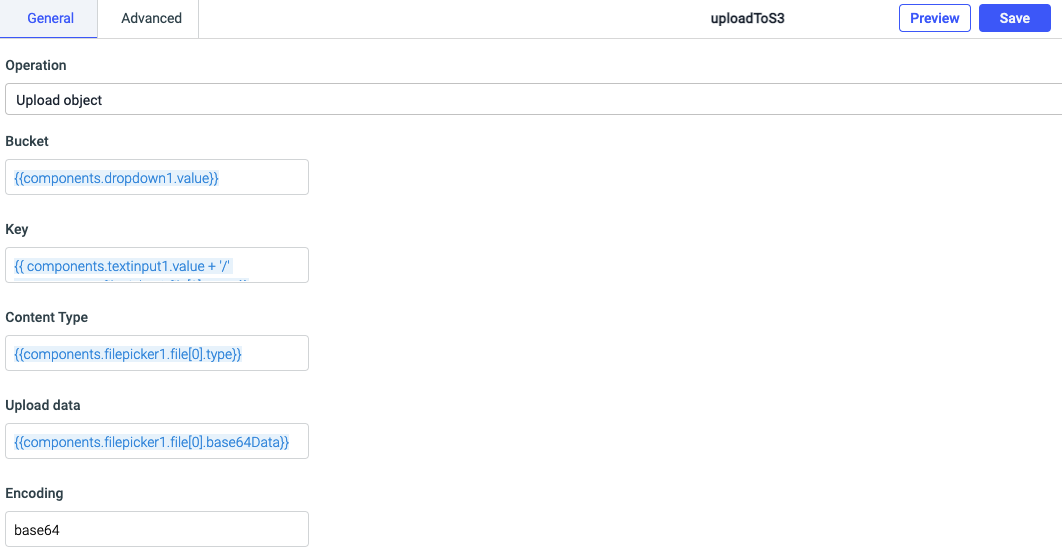 General Advanced uploadToS3 Preview Save
Operation
Upload object
Bucket
{{components.dropdown1.value}}
Key
{{ components.textinput1.value + '/'
Content Type
{{components.filepicker1.file[0].type}}
Upload data
{{components.filepicker1.file[0].base64Data}}
Encoding
base64